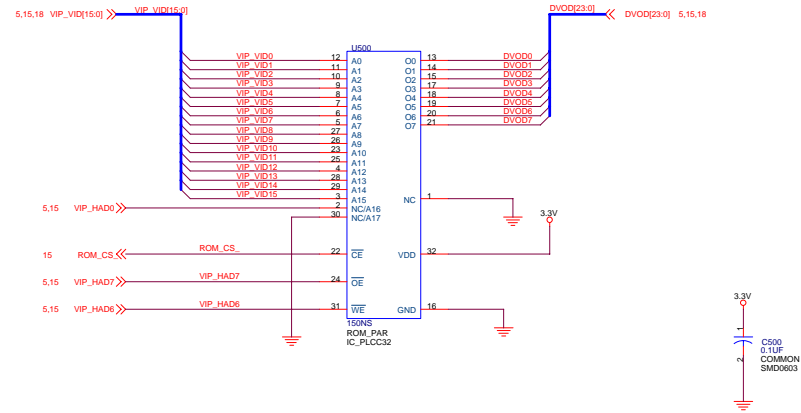 5,15,18 VIP_VID[15:0] VIP_VID[15:0] DVOD[23:0] DVOD[23:0] 5,15,18
U500
VIP_VID0 12 A0 O0 13 DVOD0
VIP_VID1 11 A1 O1 14 DVOD1
VIP_VID2 10 A2 O2 15 DVOD2
VIP_VID3 9 A3 O3 17 DVOD3
VIP_VID4 8 A4 O4 18 DVOD4
VIP_VID5 7 A5 O5 19 DVOD5
VIP_VID6 6 A6 O6 20 DVOD6
VIP_VID7 5 A7 O7 21 DVOD7
VIP_VID8 27 A8
VIP_VID9 26 A9
VIP_VID10 23 A10
VIP_VID11 25 A11
VIP_VID12 4 A12
VIP_VID13 28 A13
VIP_VID14 29 A14
VIP_VID15 3 A15 NC 1
5,15 VIP_HAD0 2 NC/A16
30 NC/A17 3.3V
15 ROM_CS_ ROM_CS_ 22 CE VDD 32
5,15 VIP_HAD7 VIP_HAD7 24 OE
3.3V
5,15 VIP_HAD6 VIP_HAD6 31 WE GND 16
150NS
ROM_PAR
IC_PLCC32
1
2
C500
0.1UF
COMMON
SMD0603